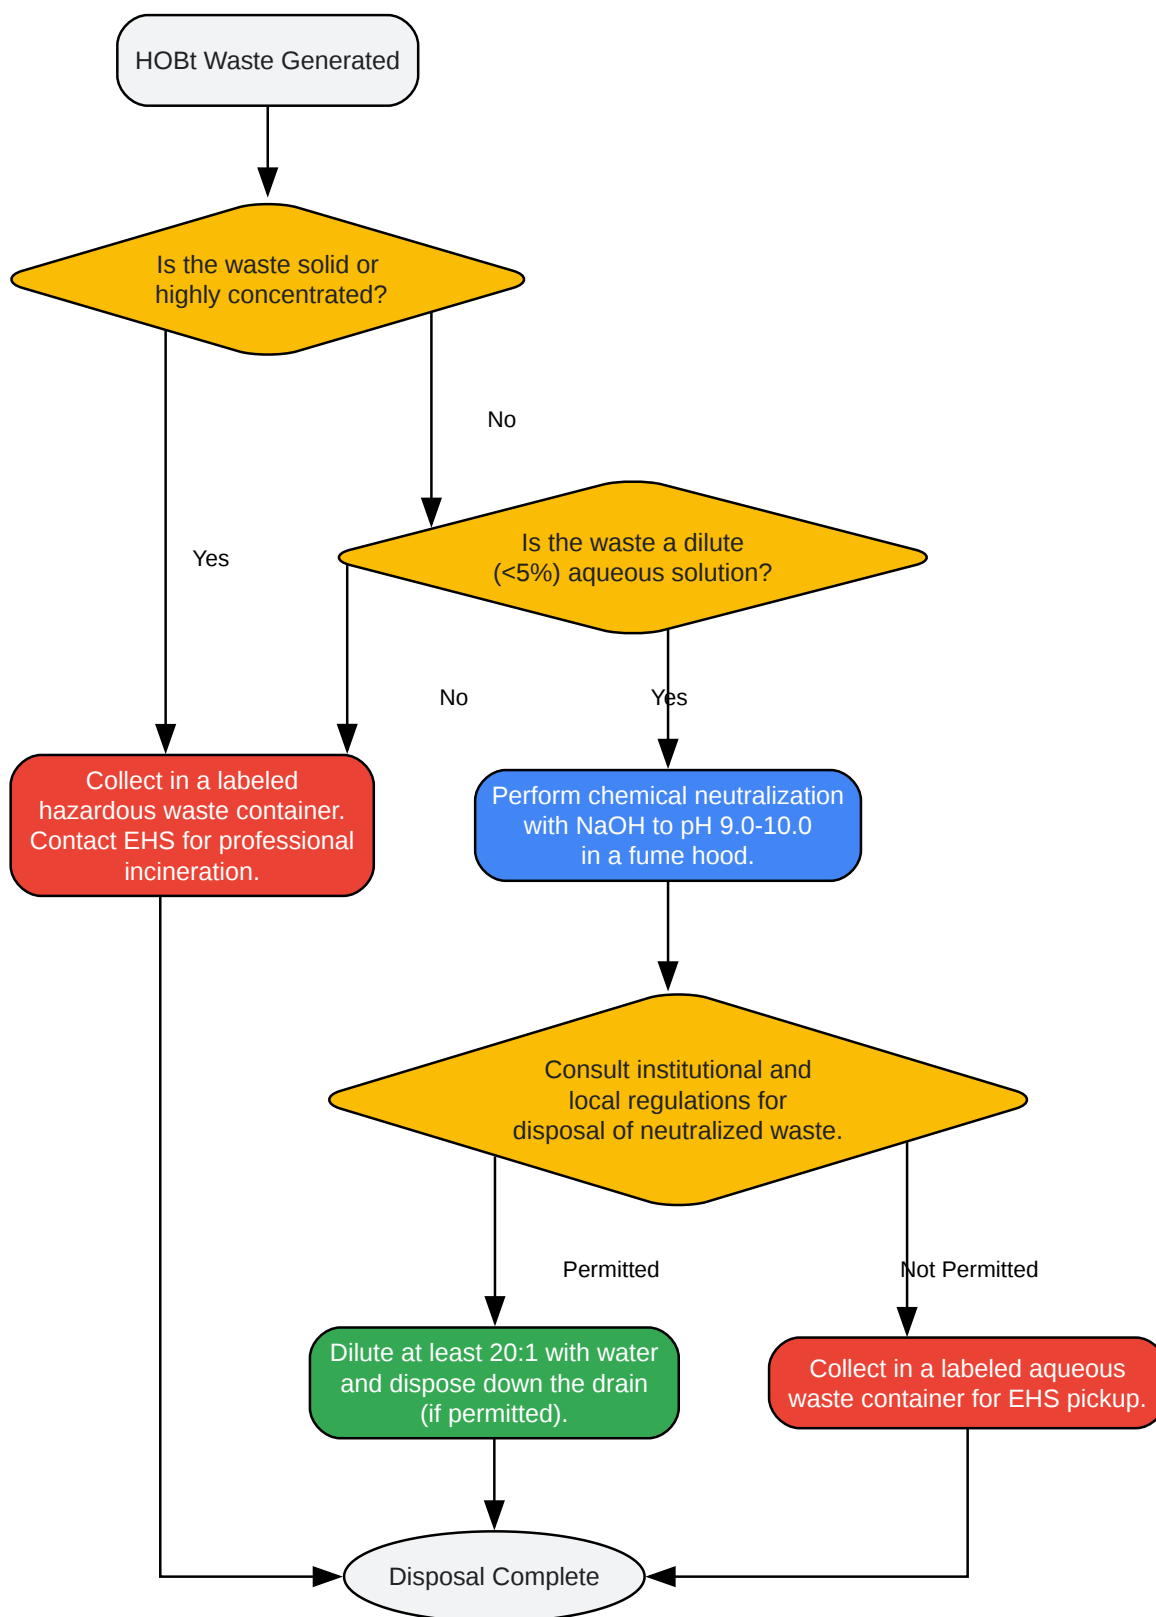 HOBt Waste Generated
Is the waste solid or
highly concentrated?
No
Is the waste a dilute
(<5%) aqueous solution?
Yes
No
Yes
Collect in a labeled
hazardous waste container.
Contact EHS for professional
incineration.
Perform chemical neutralization
with NaOH to pH 9.0-10.0
in a fume hood.
Consult institutional and
local regulations for
disposal of neutralized waste.
Permitted
Not Permitted
Dilute at least 20:1 with water
and dispose down the drain
(if permitted).
Collect in a labeled aqueous
waste container for EHS pickup.
Disposal Complete